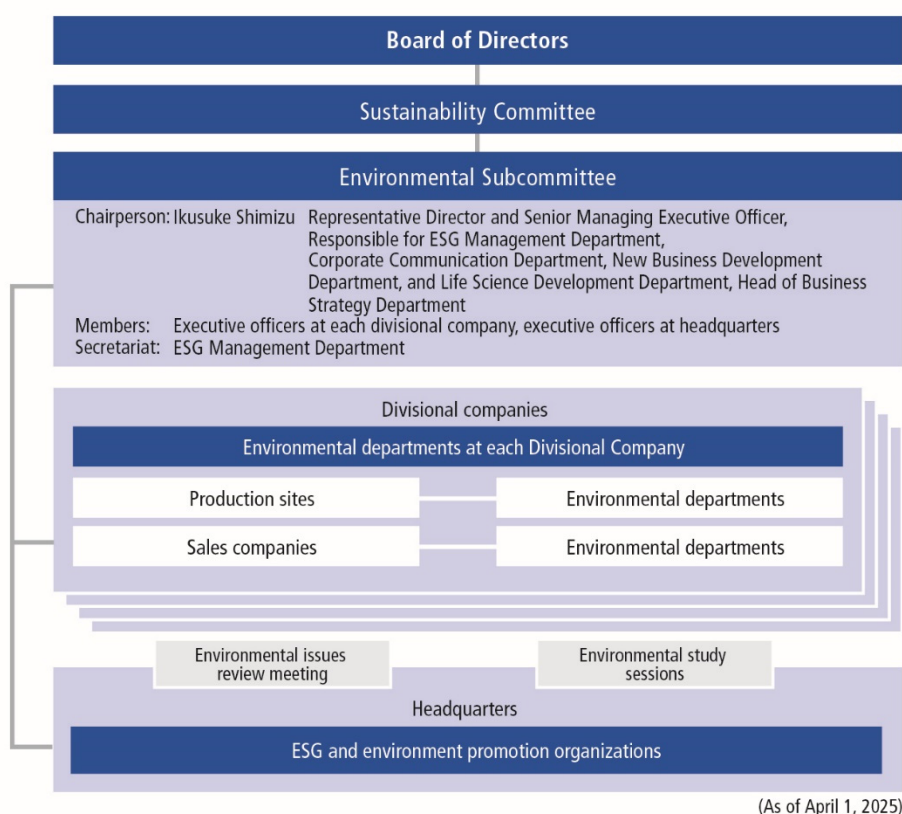 Board of Directors
Sustainability Committee
Environmental Subcommittee
Chairperson: Ikusuke Shimizu Representative Director and Senior Managing Executive Officer,
Responsible for ESG Management Department,
Corporate Communication Department, New Business Development
Department, and Life Science Development Department, Head of Business
Strategy Department
Members: Executive officers at each divisional company, executive officers at headquarters
Secretariat: ESG Management Department
Divisional companies
Environmental departments at each Divisional Company
Production sites Environmental departments
Sales companies Environmental departments
Environmental issues
review meeting
Environmental study
sessions
Headquarters
ESG and environment promotion organizations
(As of April 1, 2025)